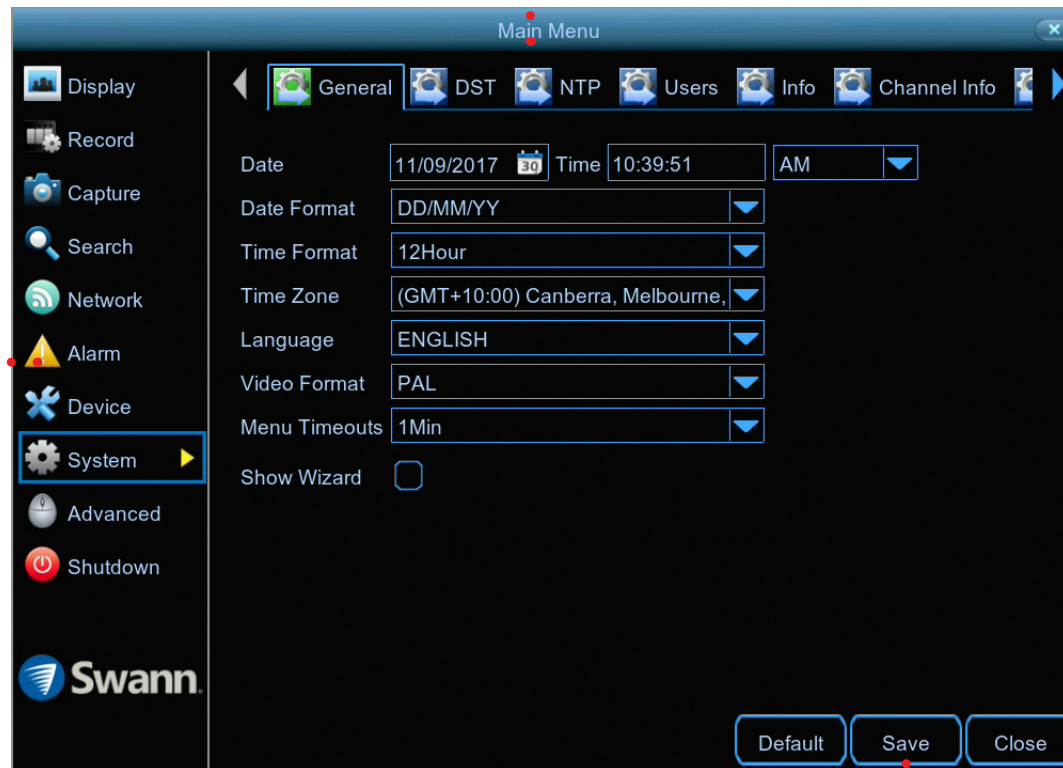 Main Menu
Display
Record
Capture
Search
Network
Alarm
Device
System
Advanced
Shutdown
Swann.
General DST NTP Users Info Channel Info
Date 11/09/2017 30 Time 10:39:51 AM
Date Format DD/MM/YY
Time Format 12Hour
Time Zone (GMT+10:00) Canberra, Melbourne,
Language ENGLISH
Video Format PAL
Menu Timeouts 1Min
Show Wizard
Default Save Close